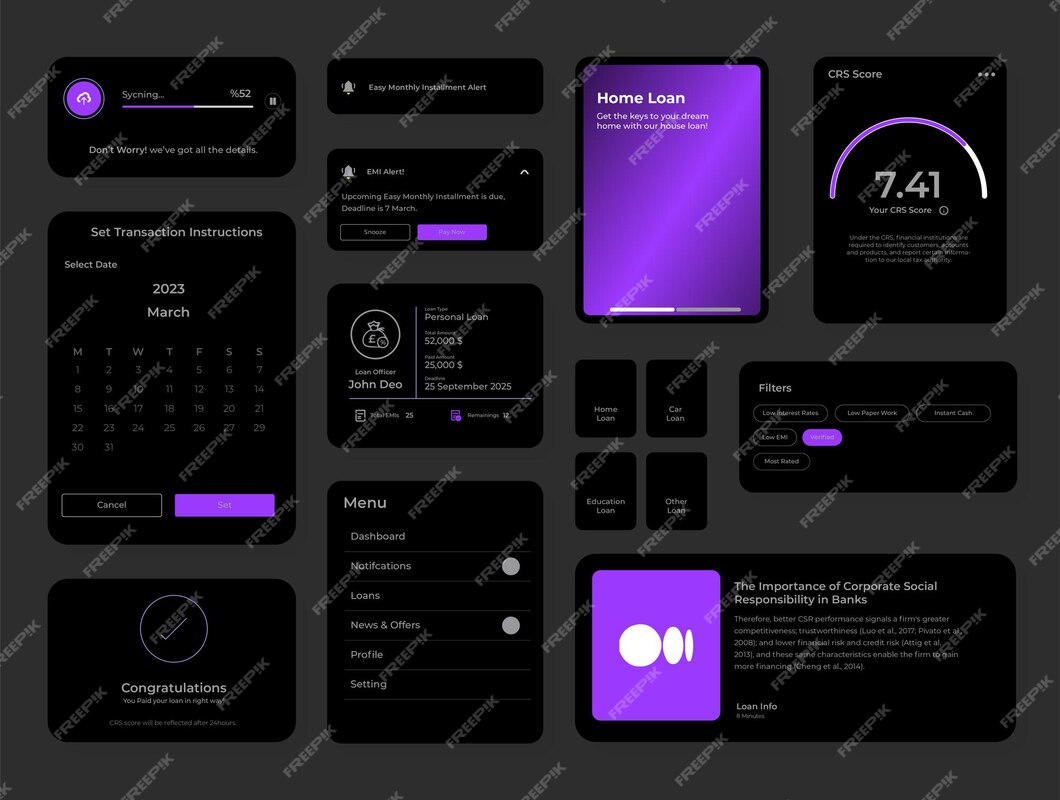 Sycning...
%52
Don't Worry! we've got all the details.
Set Transaction Instructions
Select Date
2023
March
M T W T F S S
1 2 3 4 5 6 7
8 9 10 11 12 13 14
15 16 17 18 19 20 21
22 23 24 25 26 27 29
30 31
Cancel
Set
Congratulations
You Paid your loan in right way!
CRS score will be reflected after 24hours.
Easy Monthly Installment Alert
EMI Alert!
Upcoming Easy Monthly Installment is due,
Deadline is 7 March.
Snooze
Pay Now
£
%
Loan Officer
John Deo
Loan Type
Personal Loan
Total Amount
52,000 $
Paid Amount
25,000 $
Deadline
25 September 2025
Total EMIs 25
Remainings 12
Menu
Dashboard
Notifcations
Loans
News & Offers
Profile
Setting
Home Loan
Get the keys to your dream
home with our house loan!
CRS Score
7.41
Your CRS Score
Under the CRS, financial institutions are
required to identify customers, accounts
and products, and report certain informa-
tion to our local tax authority.
Home
Loan
Car
Loan
Education
Loan
Other
Loan
Filters
Low Interest Rates
Low Paper Work
Instant Cash
Low EMI
Verified
Most Rated
The Importance of Corporate Social
Responsibility in Banks
Therefore, better CSR performance signals a firm's greater
competitiveness; trustworthiness (Luo et al., 2017; Pivato et al.,
2008); and lower financial risk and credit risk (Attig et al.,
2013), and these same characteristics enable the firm to gain
more financing (Cheng et al., 2014).
Loan Info
8 Minutes
FREEPIK